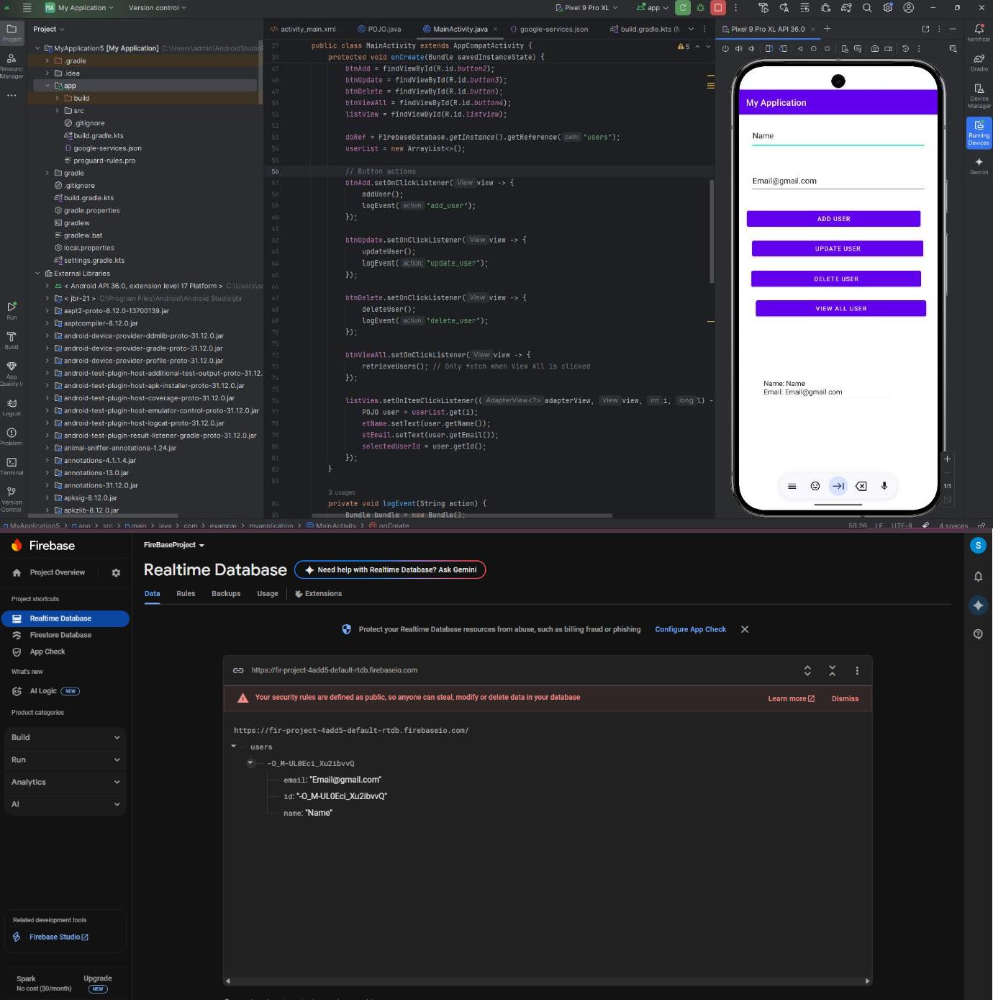 MA My Application Version control
Pixel 9 Pro XL app
Project
MyApplication5 [My Application] C:\Users\admin\AndroidStudio
.gradle
.idea
app
build
src
.gitignore
build.gradle.kts
google-services.json
proguard-rules.pro
gradle
.gitignore
build.gradle.kts
gradle.properties
gradlew
gradlew.bat
local.properties
settings.gradle.kts
External Libraries
< Android API 36.0, extension level 17 Platform > C:\Users\ad
< jbr-21 > C:\Program Files\Android\Android Studio\jbr
aapt2-proto-8.12.0-13700139.jar
aaptcompiler-8.12.0.jar
android-device-provider-ddmlib-proto-31.12.0.jar
android-device-provider-gradle-proto-31.12.0.jar
android-device-provider-profile-proto-31.12.0.jar
android-test-plugin-host-additional-test-output-proto-31.12.
android-test-plugin-host-apk-installer-proto-31.12.0.jar
android-test-plugin-host-coverage-proto-31.12.0.jar
android-test-plugin-host-emulator-control-proto-31.12.0.jar
android-test-plugin-host-logcat-proto-31.12.0.jar
android-test-plugin-result-listener-gradle-proto-31.12.0.jar
animal-sniffer-annotations-1.24.jar
annotations-4.1.1.4.jar
annotations-13.0.jar
annotations-31.12.0.jar
apksig-8.12.0.jar
apkzlib-8.12.0.jar
Project
Resource
Manager
Run
Build
App
Quality I
Logcat
Problem
Terminal
Version
Control
activity_main.xml POJO.java MainActivity.java google-services.json build.gradle.kts (M
5
27 public class MainActivity extends AppCompatActivity {
39 protected void onCreate(Bundle savedInstanceState) {
47 btnAdd = findViewById(R.id.button2);
48 btnUpdate = findViewById(R.id.button3);
49 btnDelete = findViewById(R.id.button);
50 btnViewAll = findViewById(R.id.button4);
51 listView = findViewById(R.id.listview);
52
53 dbRef = FirebaseDatabase.getInstance().getReference( path: "users");
54 userList = new ArrayList<>();
55
56 // Button actions
57 btnAdd.setOnClickListener( View view -> {
58 addUser();
59 logEvent( action: "add_user");
60 });
61
62 btnUpdate.setOnClickListener( View view -> {
63 updateUser();
64 logEvent( action: "update_user");
65 });
66
67 btnDelete.setOnClickListener( View view -> {
68 deleteUser();
69 logEvent( action: "delete_user");
70 });
71
72 btnViewAll.setOnClickListener( View view -> {
73 retrieveUsers(); // Only fetch when View All is clicked
74 });
75
76 listView.setOnItemClickListener(( AdapterView<?> adapterView, View view, int i, long l) -
77 POJO user = userList.get(i);
78 etName.setText(user.getName());
79 etEmail.setText(user.getEmail());
80 selectedUserId = user.getId();
81 });
82 }
83
3 usages
84 private void logEvent(String action) {
85 Bundle bundle = new Bundle();
Pixel 9 Pro XL API 36.0
My Application
Name
Email@gmail.com
ADD USER
UPDATE USER
DELETE USER
VIEW ALL USER
Name: Name
Email: Email@gmail.com
1:1
Notificat
Gradle
Device
Manager
Running
Devices
Gemini
MyApplication5 > app > src > main > java > com > example > myapplication > MainActivity > onCreate
56:26 LF UTF-8 4 spaces
Firebase
Project Overview
Project shortcuts
Realtime Database
Firestore Database
App Check
What's new
AI Logic NEW
Product categories
Build
Run
Analytics
AI
Related development tools
Firebase Studio
Spark
No cost ($0/month)
Upgrade
NEW
FireBaseProject
Realtime Database
Need help with Realtime Database? Ask Gemini
Data Rules Backups Usage Extensions
Protect your Realtime Database resources from abuse, such as billing fraud or phishing Configure App Check
https://fir-project-4add5-default-rtdb.firebaseio.com
Your security rules are defined as public, so anyone can steal, modify or delete data in your database Learn more Dismiss
https://fir-project-4add5-default-rtdb.firebaseio.com/
users
-O_M-UL0Eci_Xu2ibvvQ
email: "Email@gmail.com"
id: "-O_M-UL0Eci_Xu2ibvvQ"
name: "Name"
S